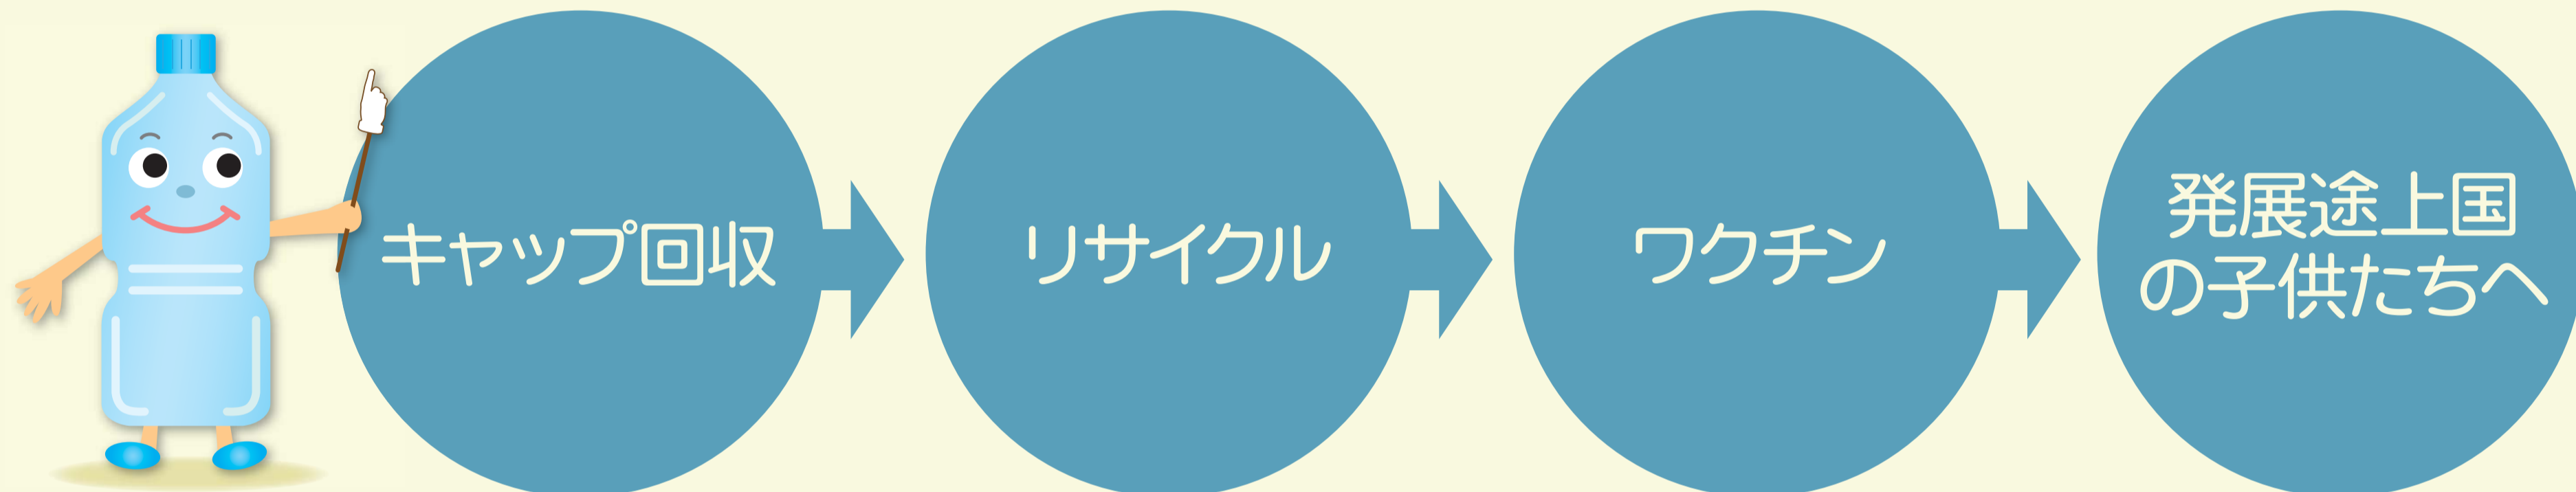 キャップ回収
リサイクル
ワクチン
発展途上国
の子供たちへ